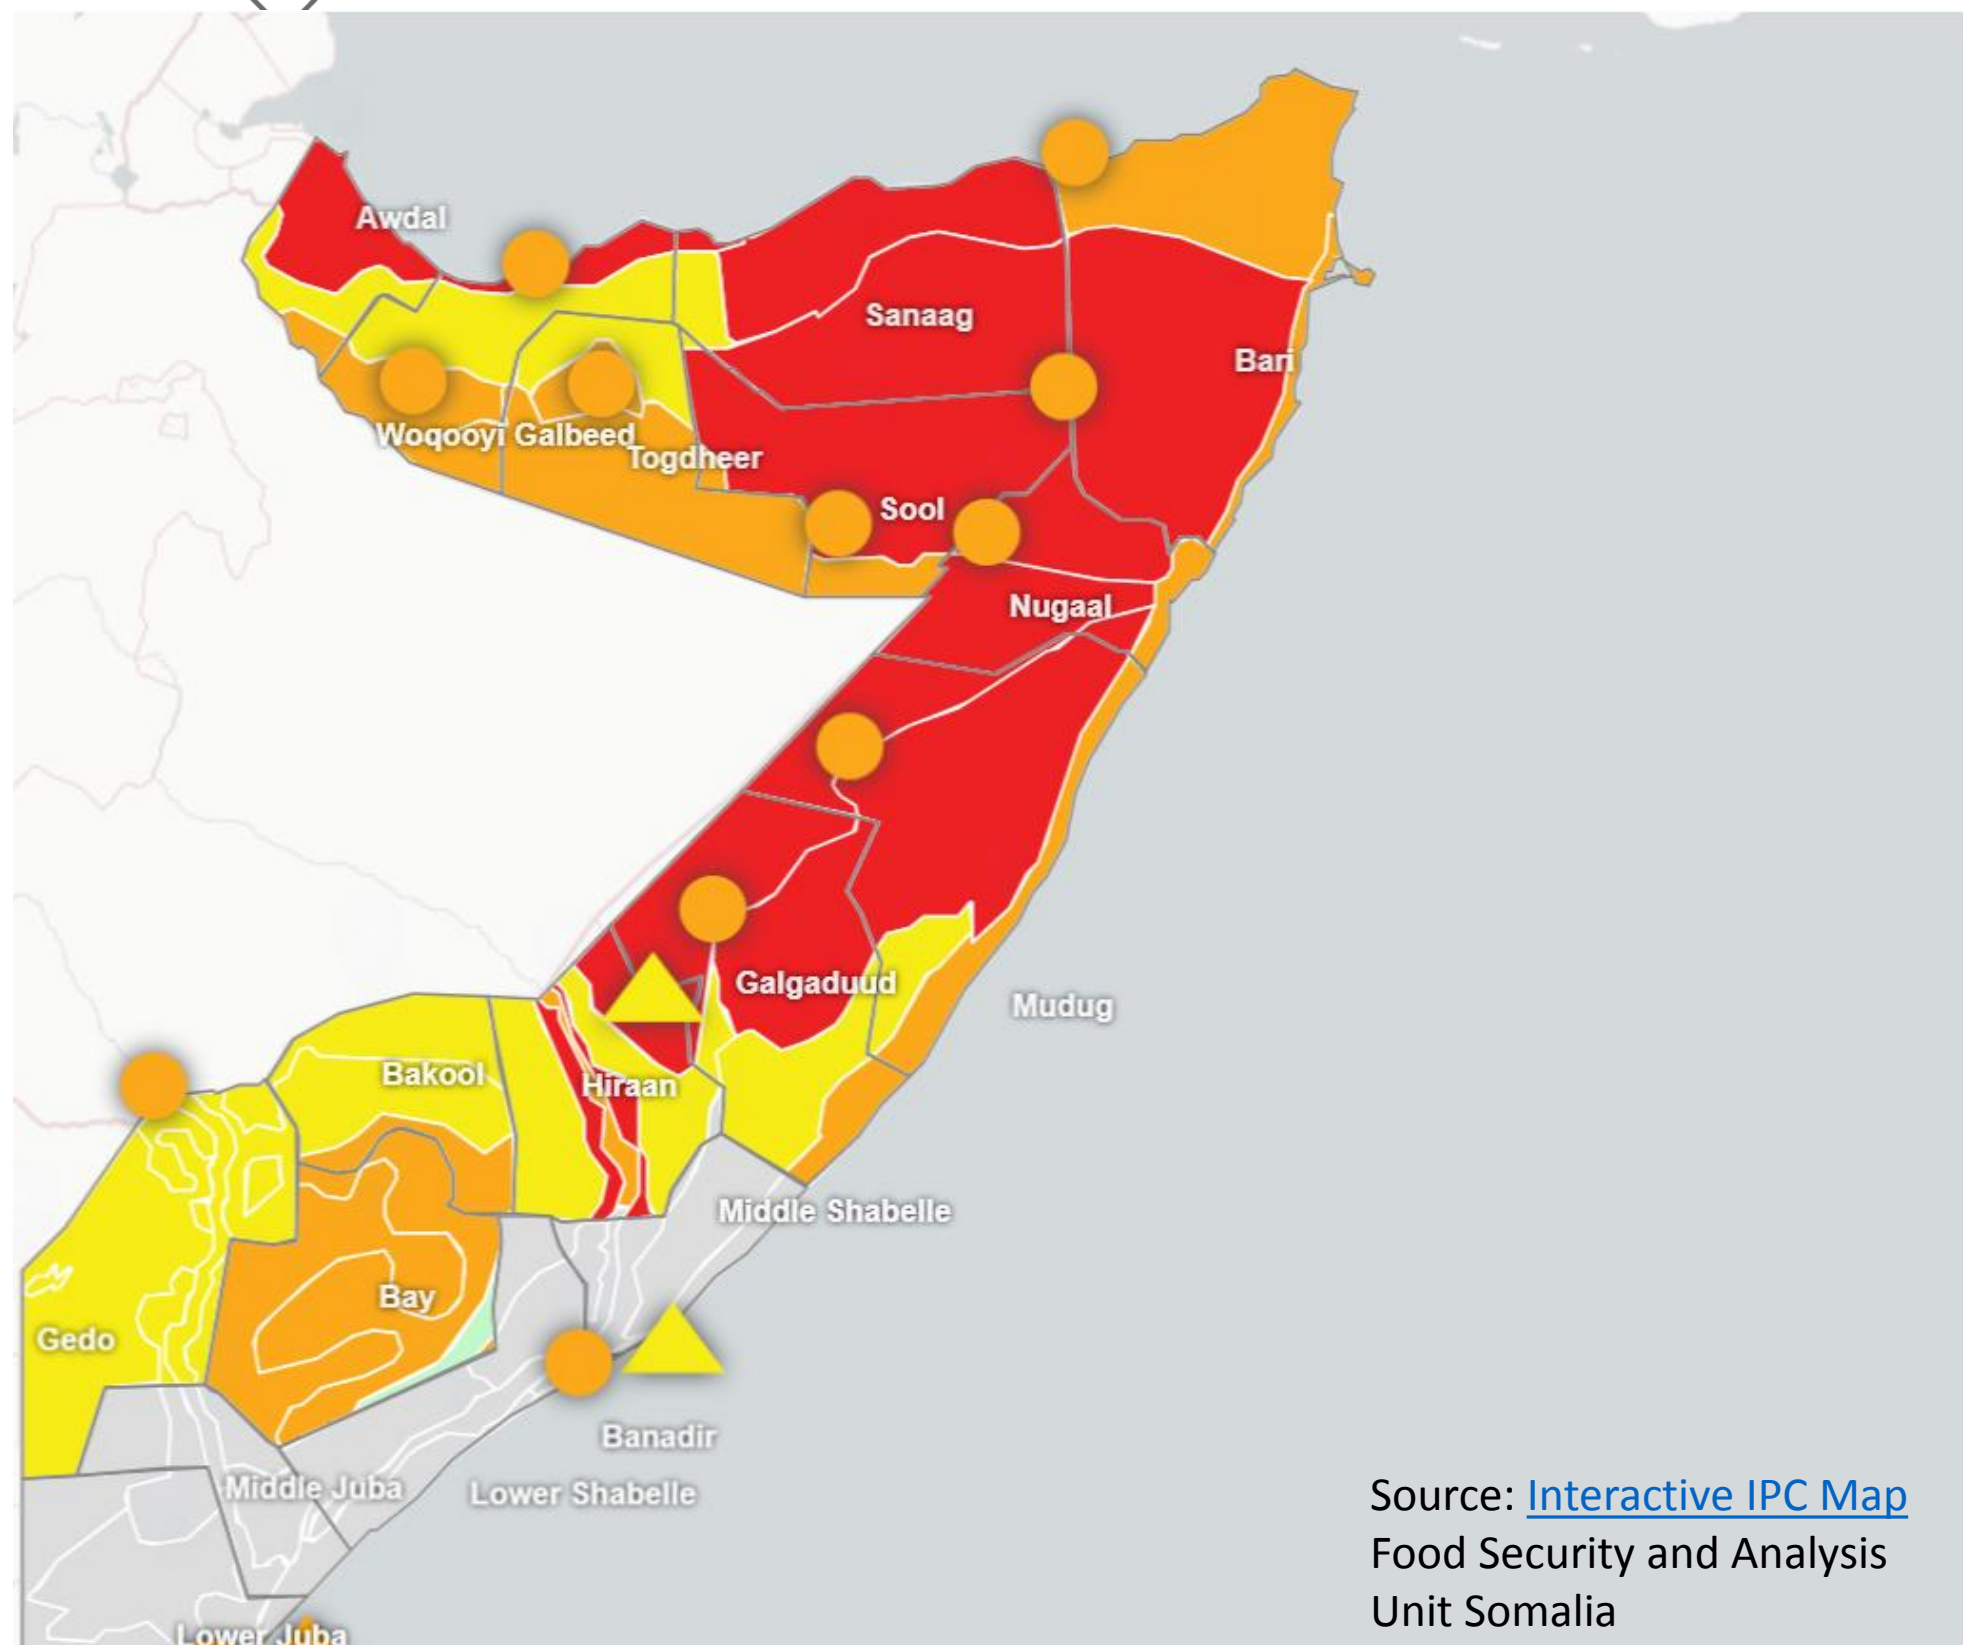 Awdal
Sanaag
Bari
Woqooyi Galbeed
Togdheer
Sool
Nugaal
Galgaduud
Mudug
Bakool
Hiraan
Middle Shabelle
Bay
Gedo
Banadir
Middle Juba
Lower Shabelle
Lower Juba
Source: Interactive IPC Map
Food Security and Analysis
Unit Somalia